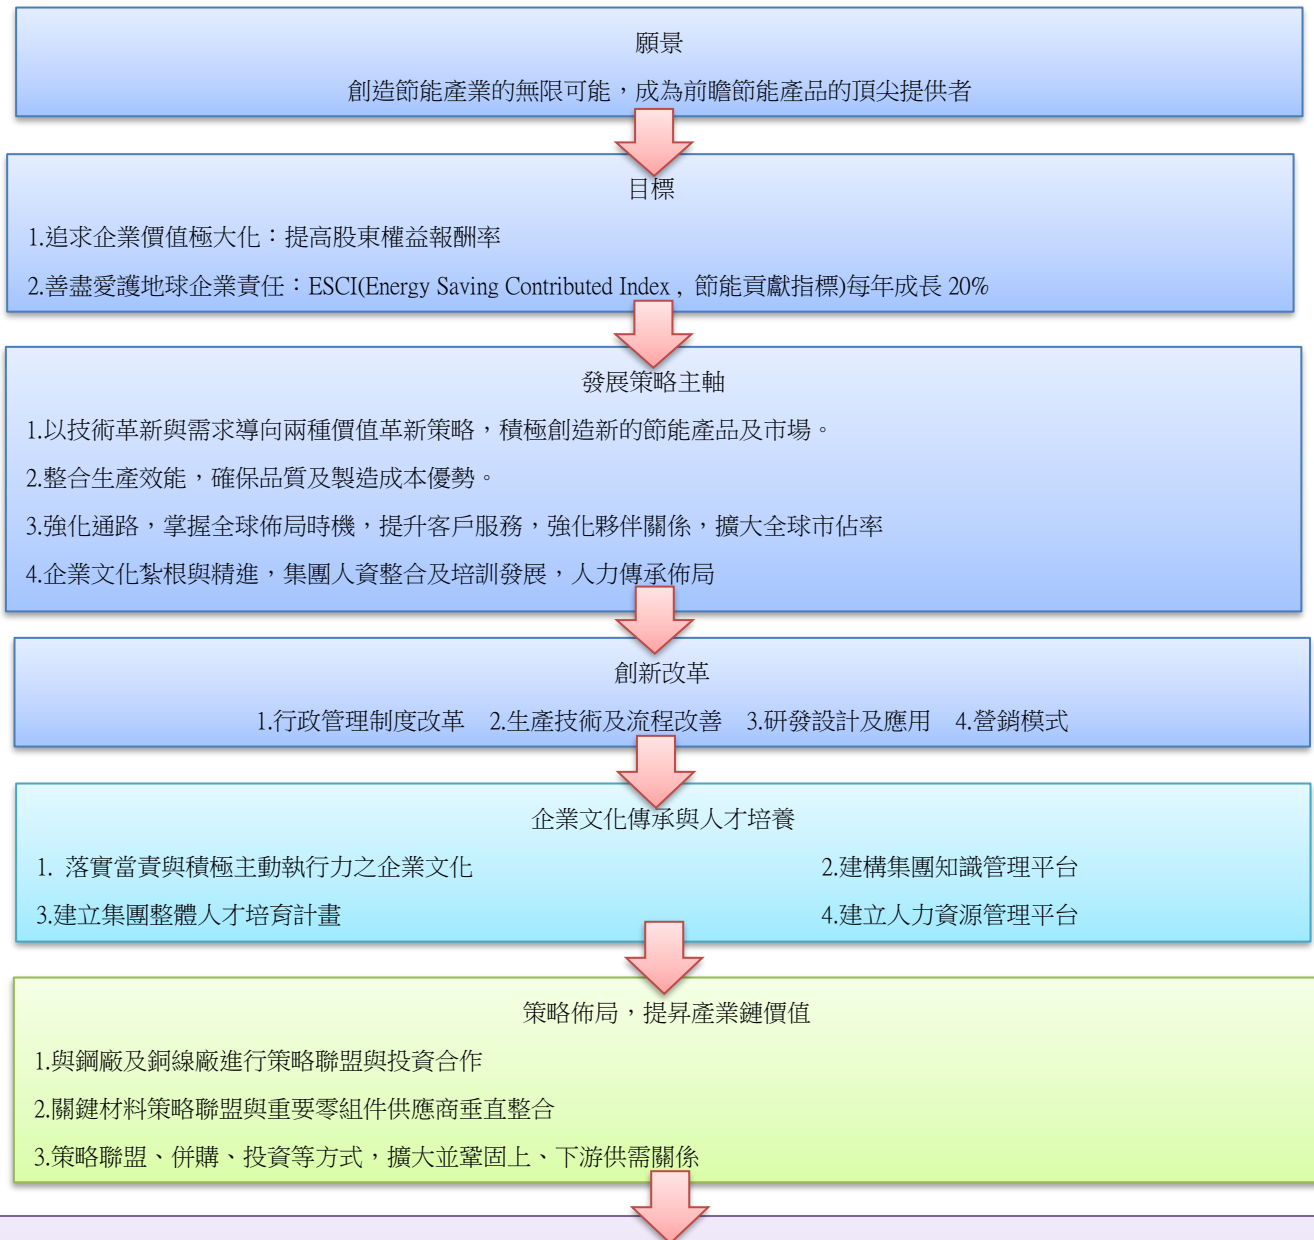 願景
創造節能產業的無限可能，成為前瞻節能產品的頂尖提供者
目標
1.追求企業價值極大化：提高股東權益報酬率
2.善盡愛護地球企業責任：ESCI(Energy Saving Contributed Index , 節能貢獻指標)每年成長 20%
發展策略主軸
1.以技術革新與需求導向兩種價值革新策略，積極創造新的節能產品及市場。
2.整合生產效能，確保品質及製造成本優勢。
3.強化通路，掌握全球佈局時機，提升客戶服務，強化夥伴關係，擴大全球市佔率
4.企業文化紮根與精進，集團人資整合及培訓發展，人力傳承佈局
創新改革
1.行政管理制度改革 2.生產技術及流程改善 3.研發設計及應用 4.營銷模式
企業文化傳承與人才培養
1. 落實當責與積極主動執行力之企業文化 2.建構集團知識管理平台
3.建立集團整體人才培育計畫 4.建立人力資源管理平台
策略佈局，提昇產業鏈價值
1.與鋼廠及銅線廠進行策略聯盟與投資合作
2.關鍵材料策略聯盟與重要零組件供應商垂直整合
3.策略聯盟、併購、投資等方式，擴大並鞏固上、下游供需關係